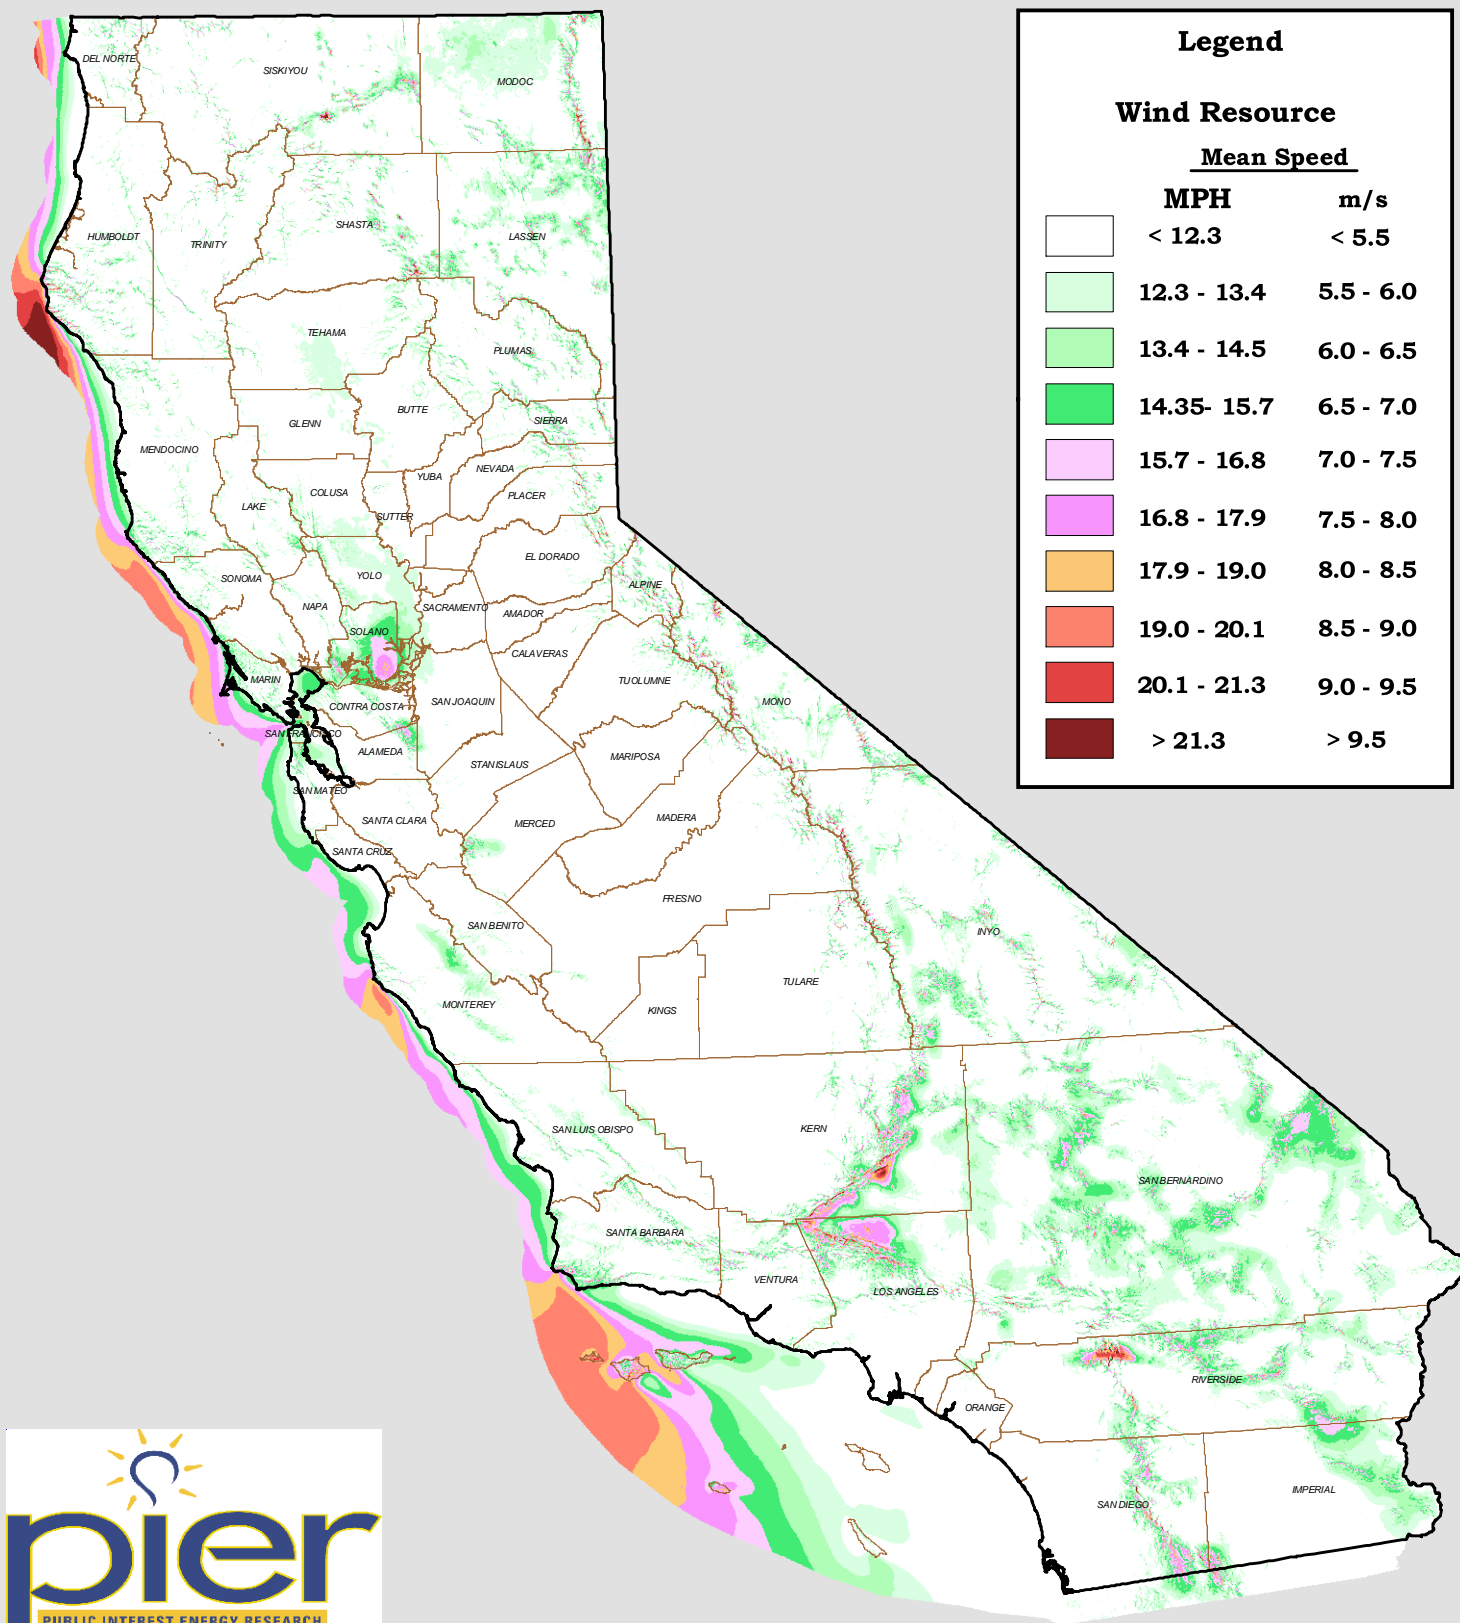 Legend
Wind Resource
Mean Speed
MPH m/s
< 12.3 < 5.5
12.3 - 13.4 5.5 - 6.0
13.4 - 14.5 6.0 - 6.5
14.35- 15.7 6.5 - 7.0
15.7 - 16.8 7.0 - 7.5
16.8 - 17.9 7.5 - 8.0
17.9 - 19.0 8.0 - 8.5
19.0 - 20.1 8.5 - 9.0
20.1 - 21.3 9.0 - 9.5
> 21.3 > 9.5
DEL NORTE
SISKIYOU
MODOC
HUMBOLDT
TRINITY
SHASTA
LASSEN
TEHAMA
PLUMAS
BUTTE
GLENN
SIERRA
MENDOCINO
NEVADA
YUBA
COLUSA
PLACER
LAKE
SUTTER
EL DORADO
SONOMA
YOLO
ALPINE
NAPA
SACRAMENTO
AMADOR
SOLANO
CALAVERAS
MARIN
TUOLUMNE
CONTRA COSTA
SAN JOAQUIN
MONO
SAN FRANCISCO
ALAMEDA
STANISLAUS
MARIPOSA
SAN MATEO
SANTA CLARA
MERCED
MADERA
SANTA CRUZ
FRESNO
SAN BENITO
INYO
TULARE
MONTEREY
KINGS
SAN LUIS OBISPO
KERN
SAN BERNARDINO
SANTA BARBARA
VENTURA
LOS ANGELES
RIVERSIDE
ORANGE
SAN DIEGO
IMPERIAL
pier
PUBLIC INTEREST ENERGY RESEARCH